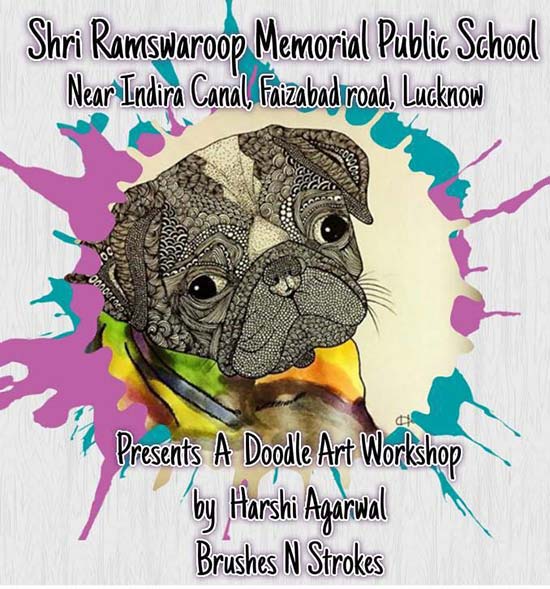 Shri Ramswaroop Memorial Public School
Near Indira Canal, Faizabad road, Lucknow
Presents A Doodle Art Workshop
by Harshi Agarwal
Brushes N Strokes